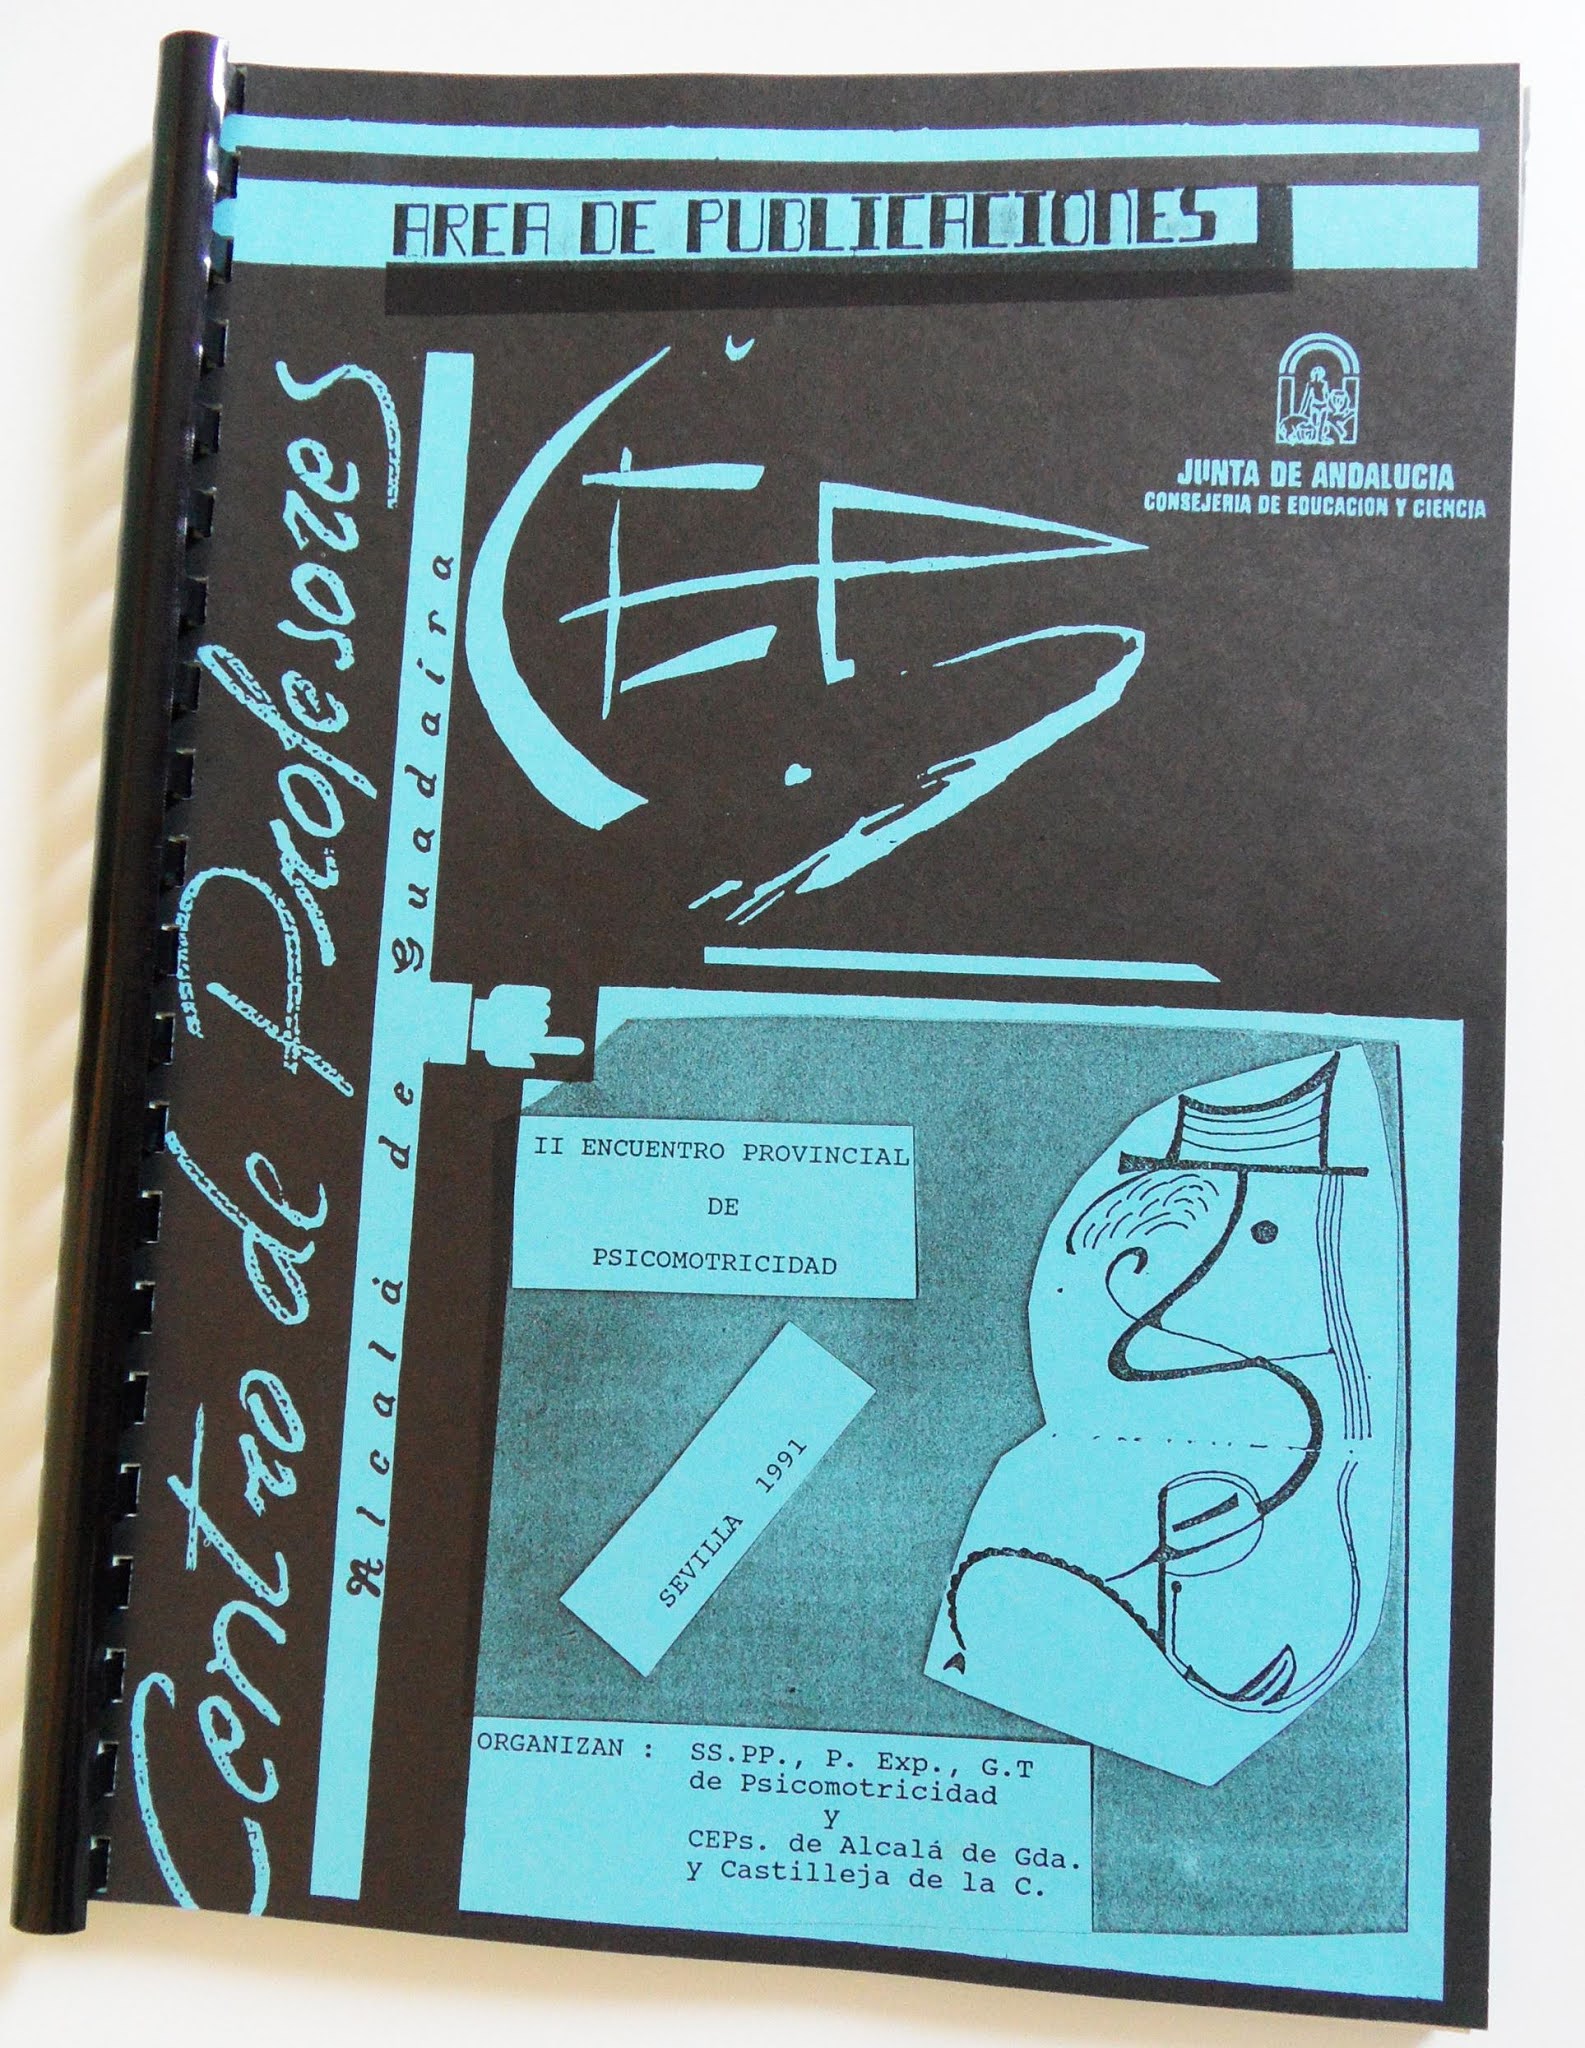 AREA DE PUBLICACIONES
CEP
JUNTA DE ANDALUCIA
CONSEJERIA DE EDUCACION Y CIENCIA
Centro de Profesores
Alcalá de Guadaíra
II ENCUENTRO PROVINCIAL
DE
PSICOMOTRICIDAD
SEVILLA 1991
ORGANIZAN : SS.PP., P. Exp., G.T
de Psicomotricidad
y
CEPs. de Alcalá de Gda.
y Castilleja de la C.